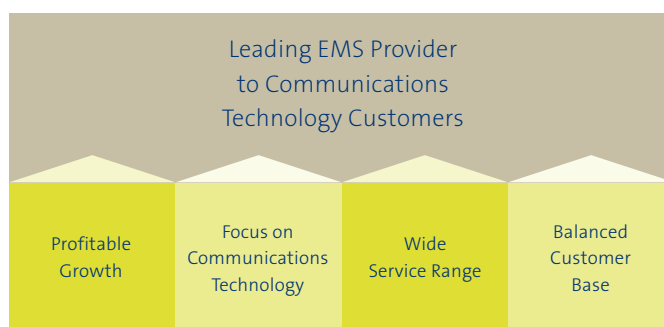 Leading EMS Provider
to Communications
Technology Customers
Profitable
Growth
Focus on
Communications
Technology
Wide
Service Range
Balanced
Customer
Base